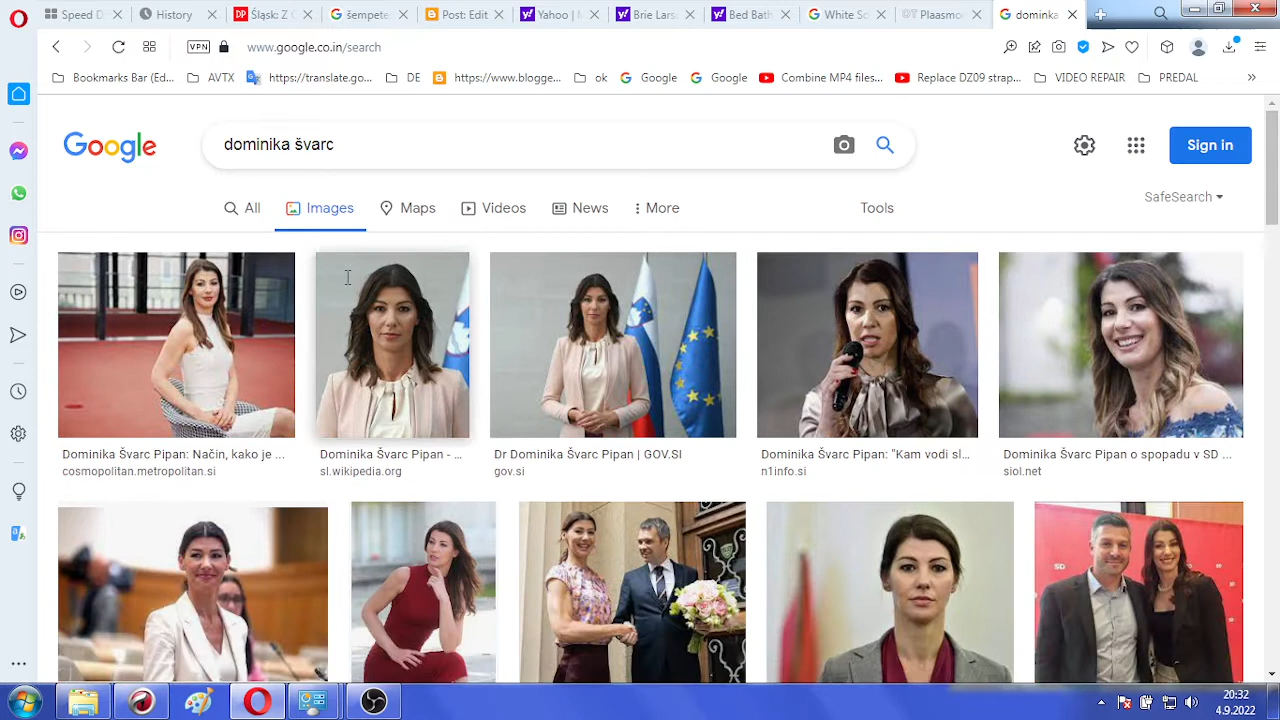 Speed D
History
Śląsk: 7 (
šempete
Post: Edit
Yako M
Brie Lars
Bed Bath
White So
Plaasmo
dominika
VPN
www.google.co.in/search
Bookmarks Bar (Ed...
AVTX
https://translate.go...
DE
https://www.blogge...
ok
Google
Google
Combine MP4 files...
Replace DZ09 strap...
VIDEO REPAIR
PREDAL
»
Google
dominika švarc
Sign in
All
Images
Maps
Videos
News
More
Tools
SafeSearch
Dominika Švarc Pipan: Način, kako je ...
cosmopolitan.metropolitan.si
Dominika Švarc Pipan - ...
sl.wikipedia.org
Dr Dominika Švarc Pipan | GOV.SI
gov.si
Dominika Švarc Pipan: "Kam vodi sl...
n1info.si
Dominika Švarc Pipan o spopadu v SD ...
siol.net
SD
20:32
4.9.2022